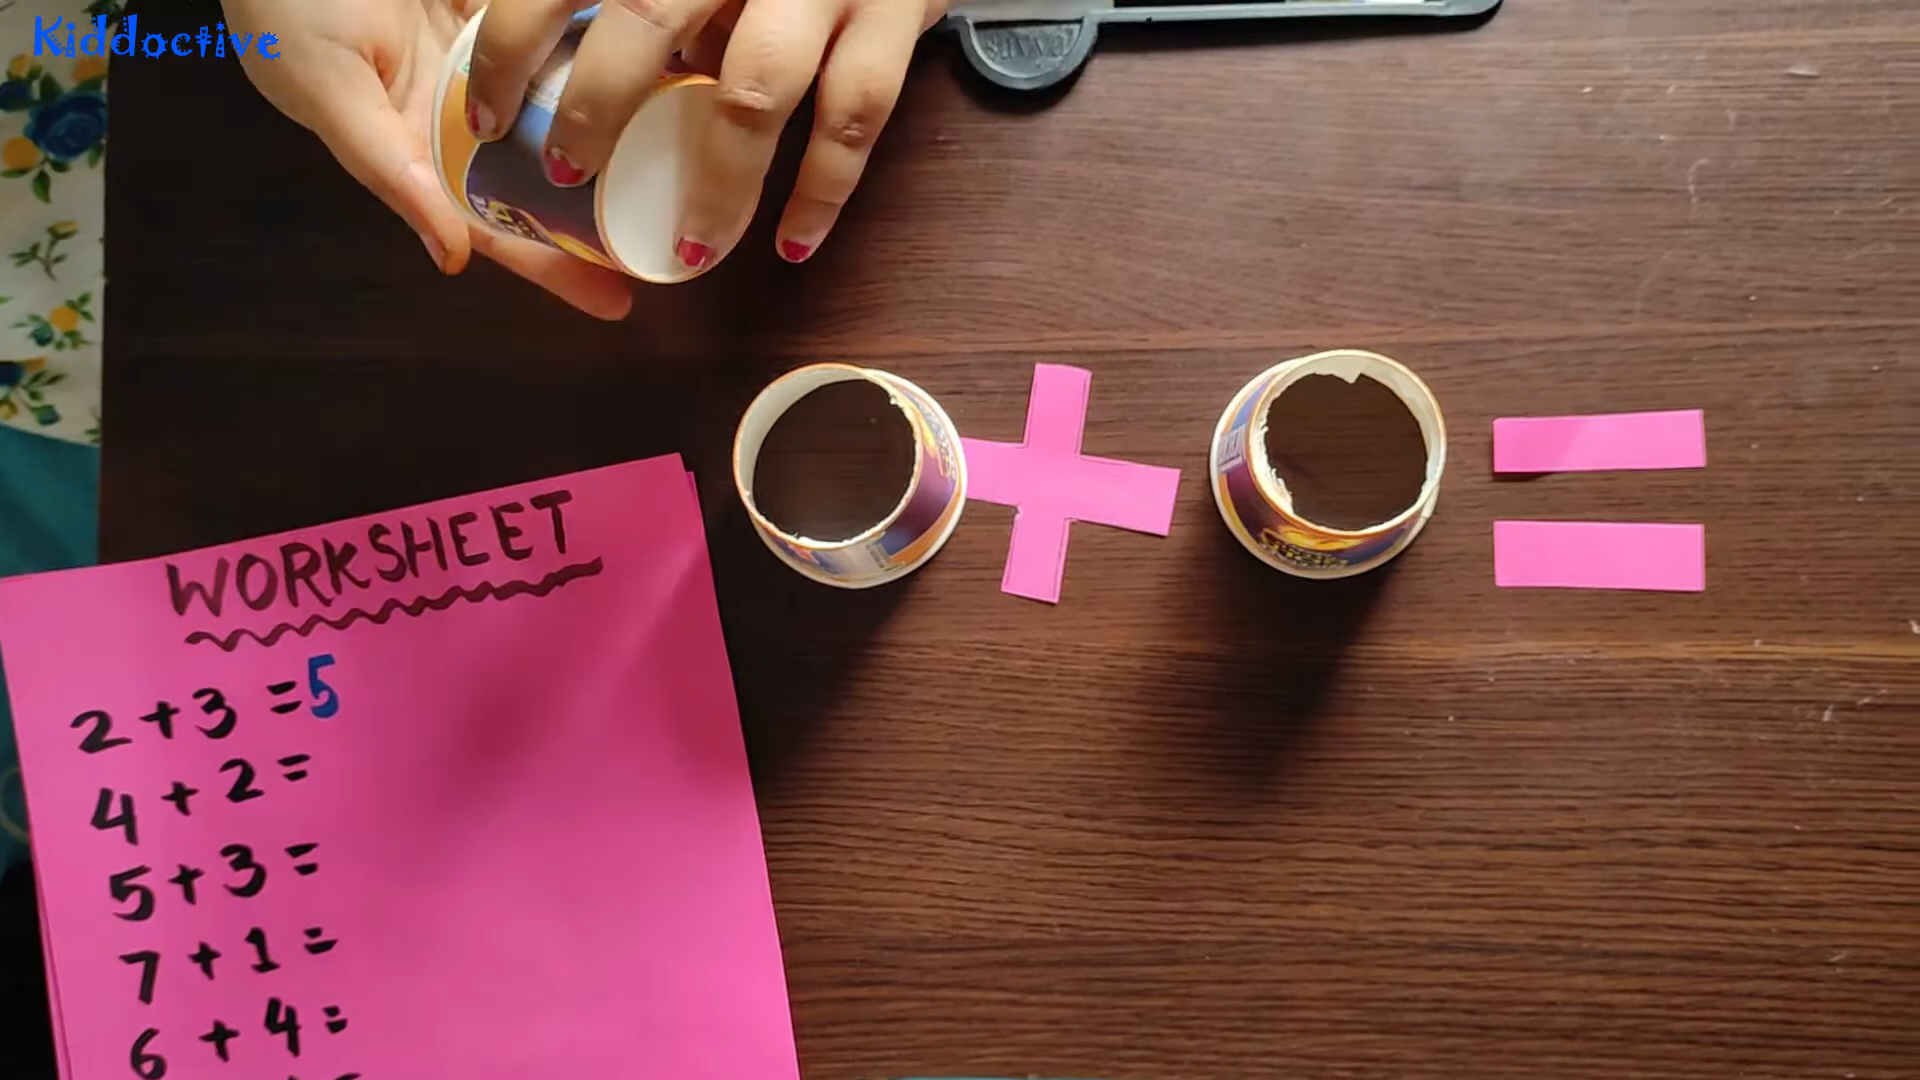 Kiddoctive
WORKSHEET
2 + 3 = 5
4 + 2 =
5 + 3 =
7 + 1 =
6 + 4 =